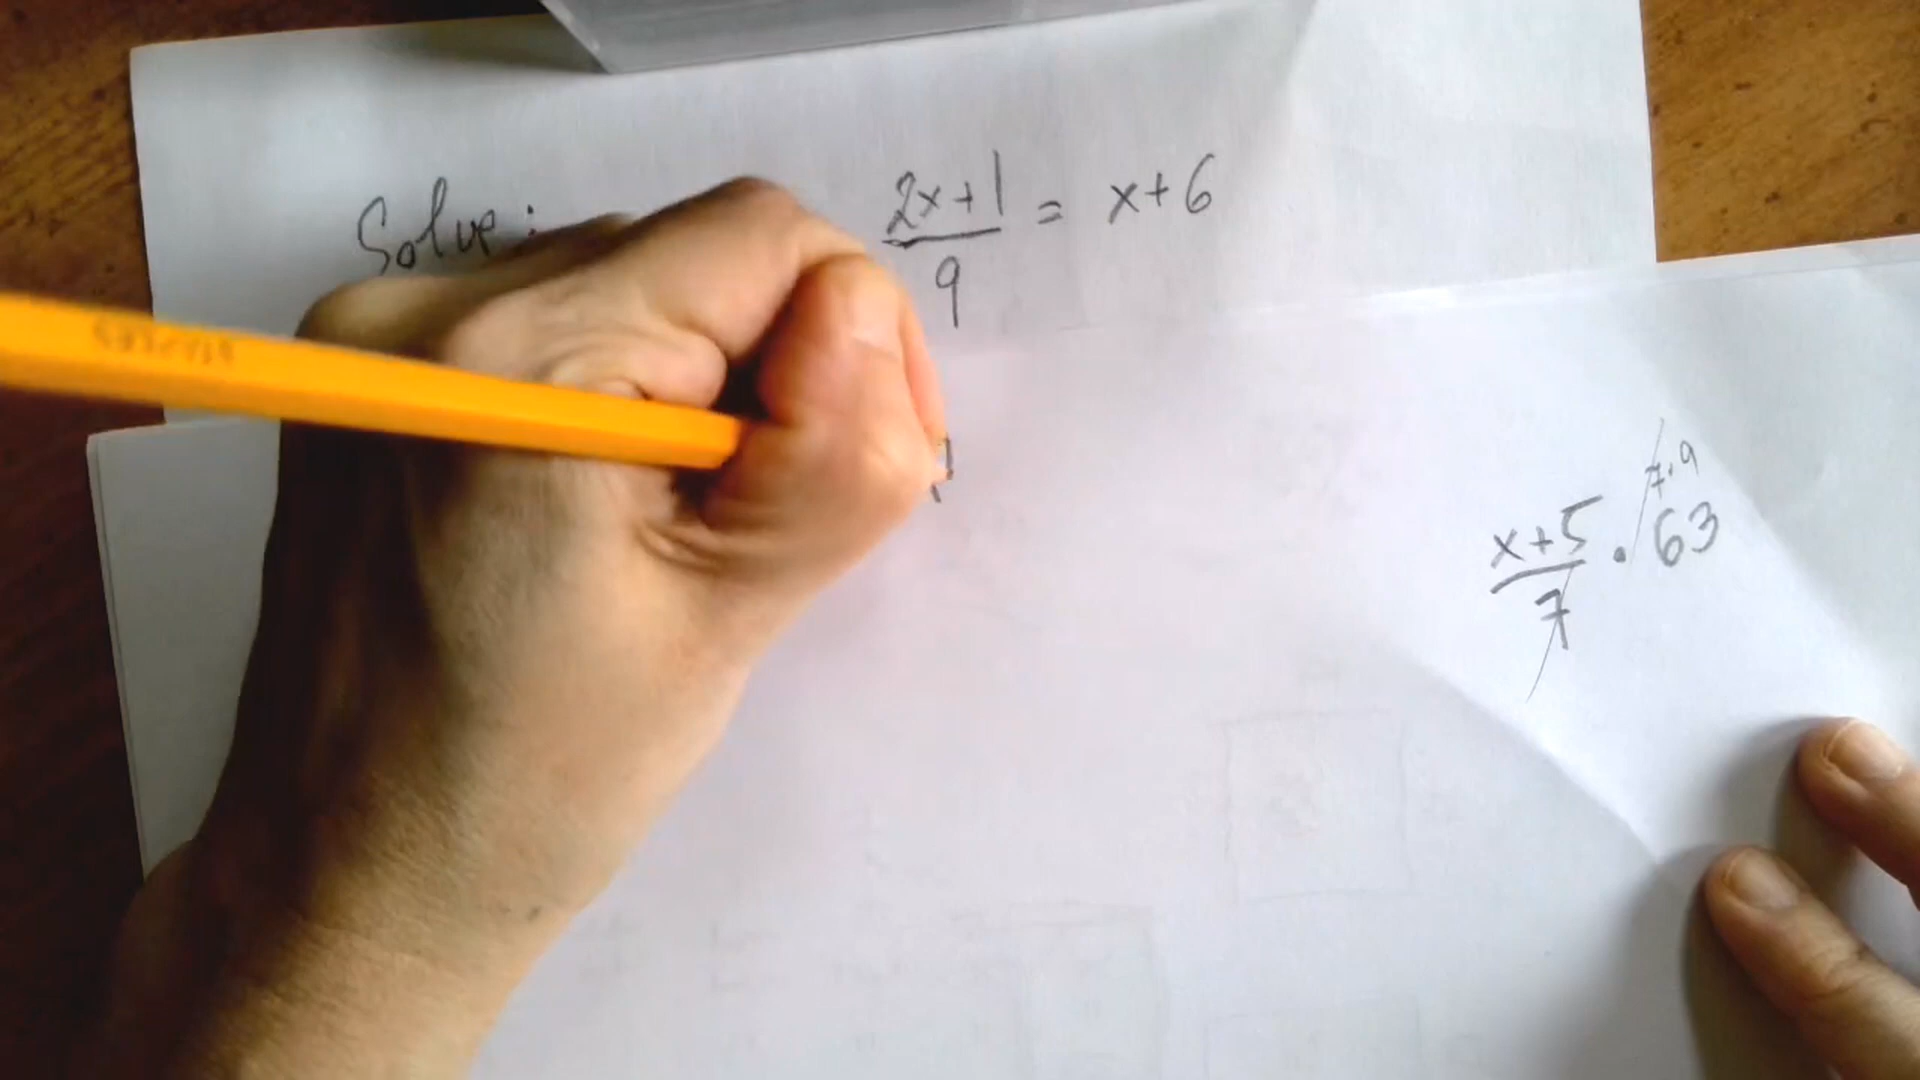 Solve:
2x+1 = x+6
9
7.9
x+5 . 63
7